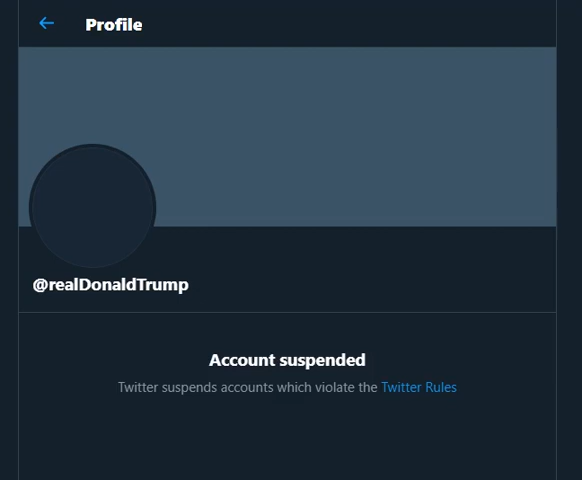 Profile
@realDonaldTrump
Account suspended
Twitter suspends accounts which violate the Twitter Rules